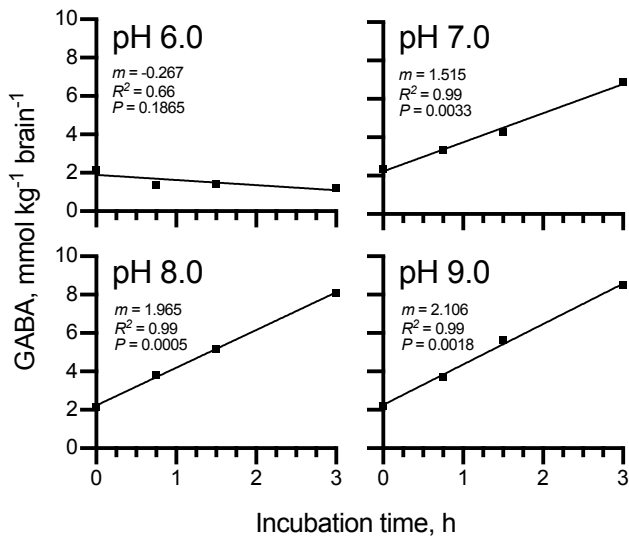 GABA, mmol kg⁻¹ brain⁻¹
10
8
6
4
2
0
pH 6.0
m = -0.267
R² = 0.66
P = 0.1865
pH 7.0
m = 1.515
R² = 0.99
P = 0.0033
10
8
6
4
2
0
pH 8.0
m = 1.965
R² = 0.99
P = 0.0005
0 1 2 3
pH 9.0
m = 2.106
R² = 0.99
P = 0.0018
0 1 2 3
Incubation time, h